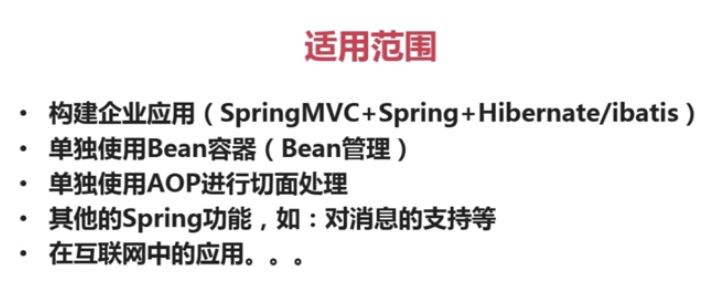 适用范围
• 构建企业应用（SpringMVC+Spring+Hibernate/ibatis）
• 单独使用Bean容器（Bean管理）
• 单独使用AOP进行切面处理
• 其他的Spring功能，如：对消息的支持等
• 在互联网中的应用。。。